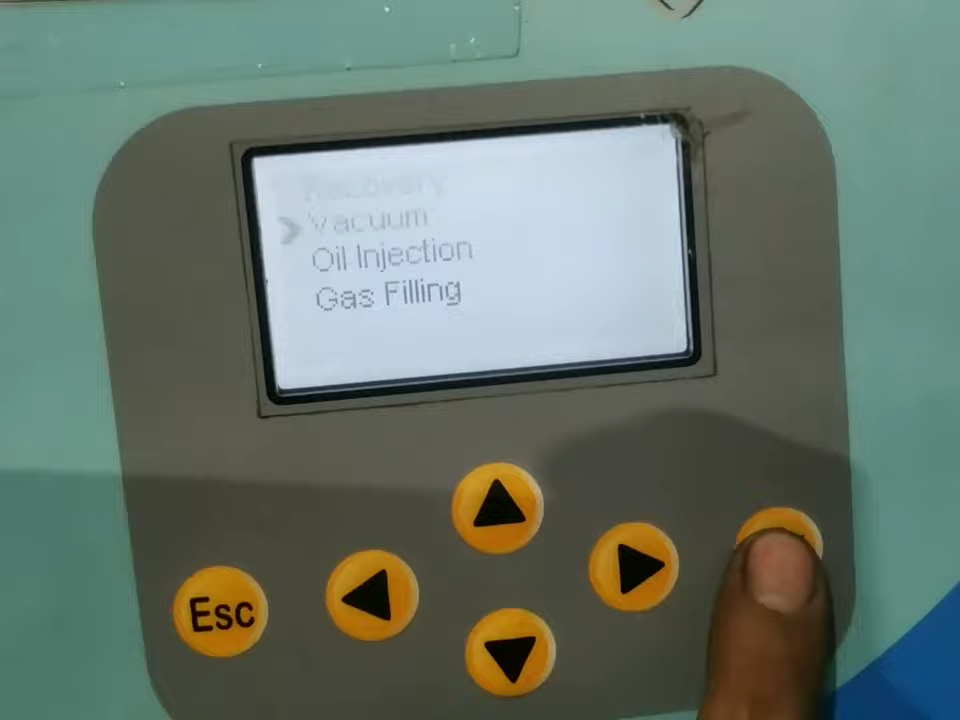 Recovery
Vacuum
Oil Injection
Gas Filling
Esc